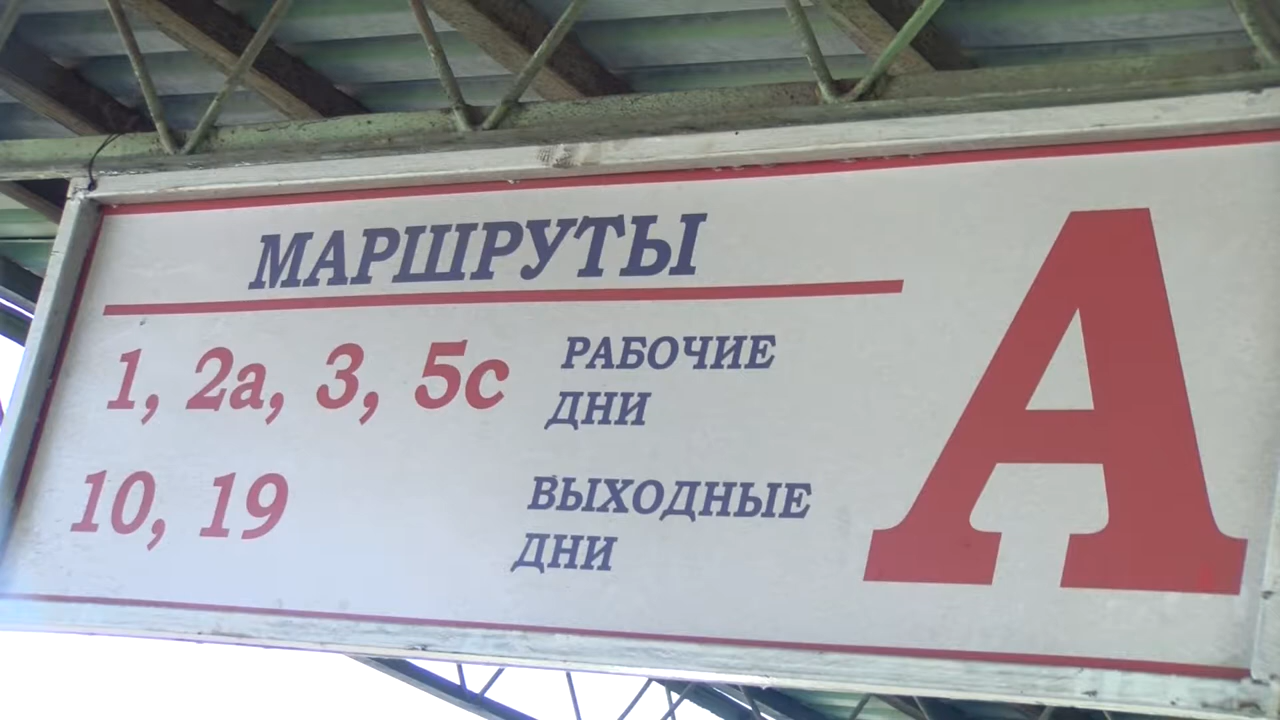 МАРШРУТЫ
1, 2а, 3, 5с РАБОЧИЕ
ДНИ
10, 19 ВЫХОДНЫЕ
ДНИ
А